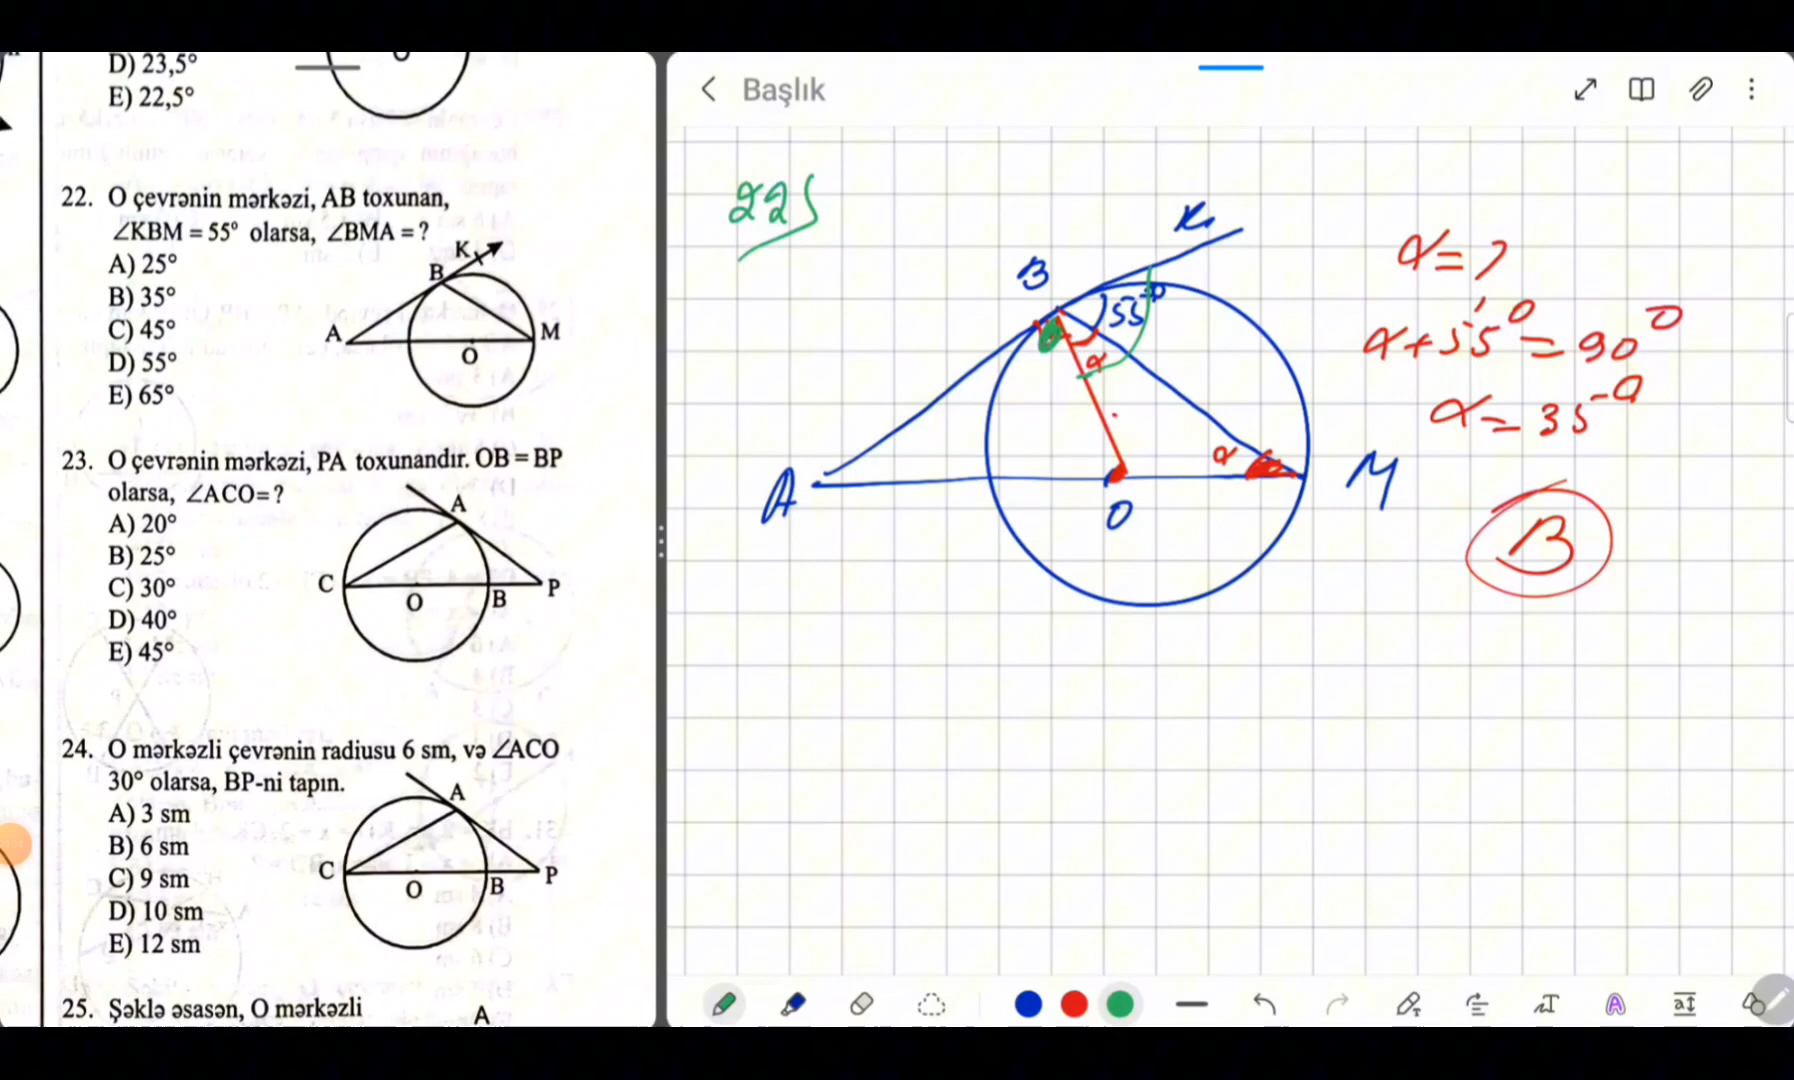 D) 23,5°
E) 22,5°
22. O çevrənin mərkəzi, AB toxunan,
∠KBM = 55° olarsa, ∠BMA = ?
A) 25°
B) 35°
C) 45°
D) 55°
E) 65°
K
B
A
M
O
23. O çevrənin mərkəzi, PA toxunandır. OB = BP
olarsa, ∠ACO= ?
A) 20°
B) 25°
C) 30°
D) 40°
E) 45°
A
C
O
B
P
24. O mərkəzli çevrənin radiusu 6 sm, və ∠ACO
30° olarsa, BP-ni tapın.
A) 3 sm
B) 6 sm
C) 9 sm
D) 10 sm
E) 12 sm
A
C
O
B
P
25. Şəklə əsasən, O mərkəzli
A
Başlık
22
K
B
55°
α
α
A
O
M
α = ?
α + 55° = 90°
α = 35°
B